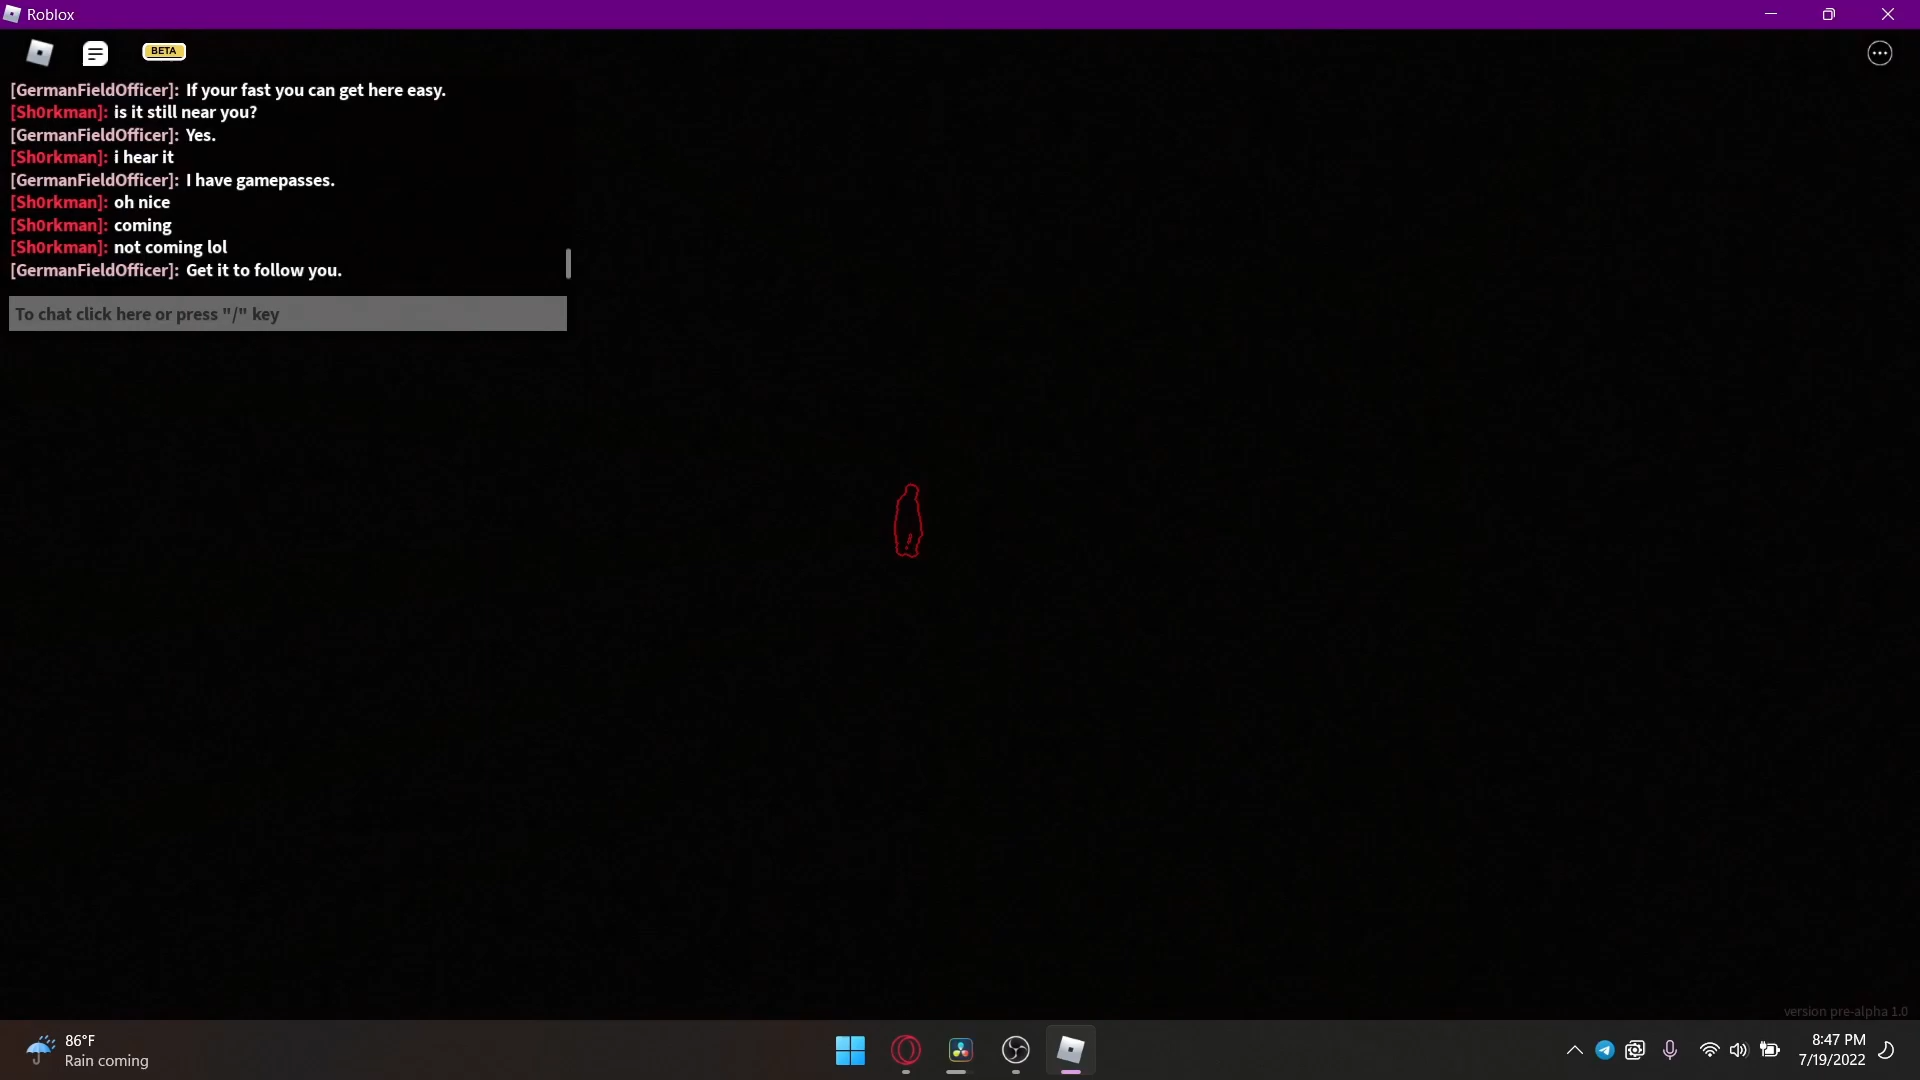 Roblox
BETA
[GermanFieldOfficer]: If your fast you can get here easy.
[Sh0rkman]: is it still near you?
[GermanFieldOfficer]: Yes.
[Sh0rkman]: i hear it
[GermanFieldOfficer]: I have gamepasses.
[Sh0rkman]: oh nice
[Sh0rkman]: coming
[Sh0rkman]: not coming lol
[GermanFieldOfficer]: Get it to follow you.
To chat click here or press "/" key
version pre-alpha 1.0
86°F
Rain coming
8:47 PM
7/19/2022